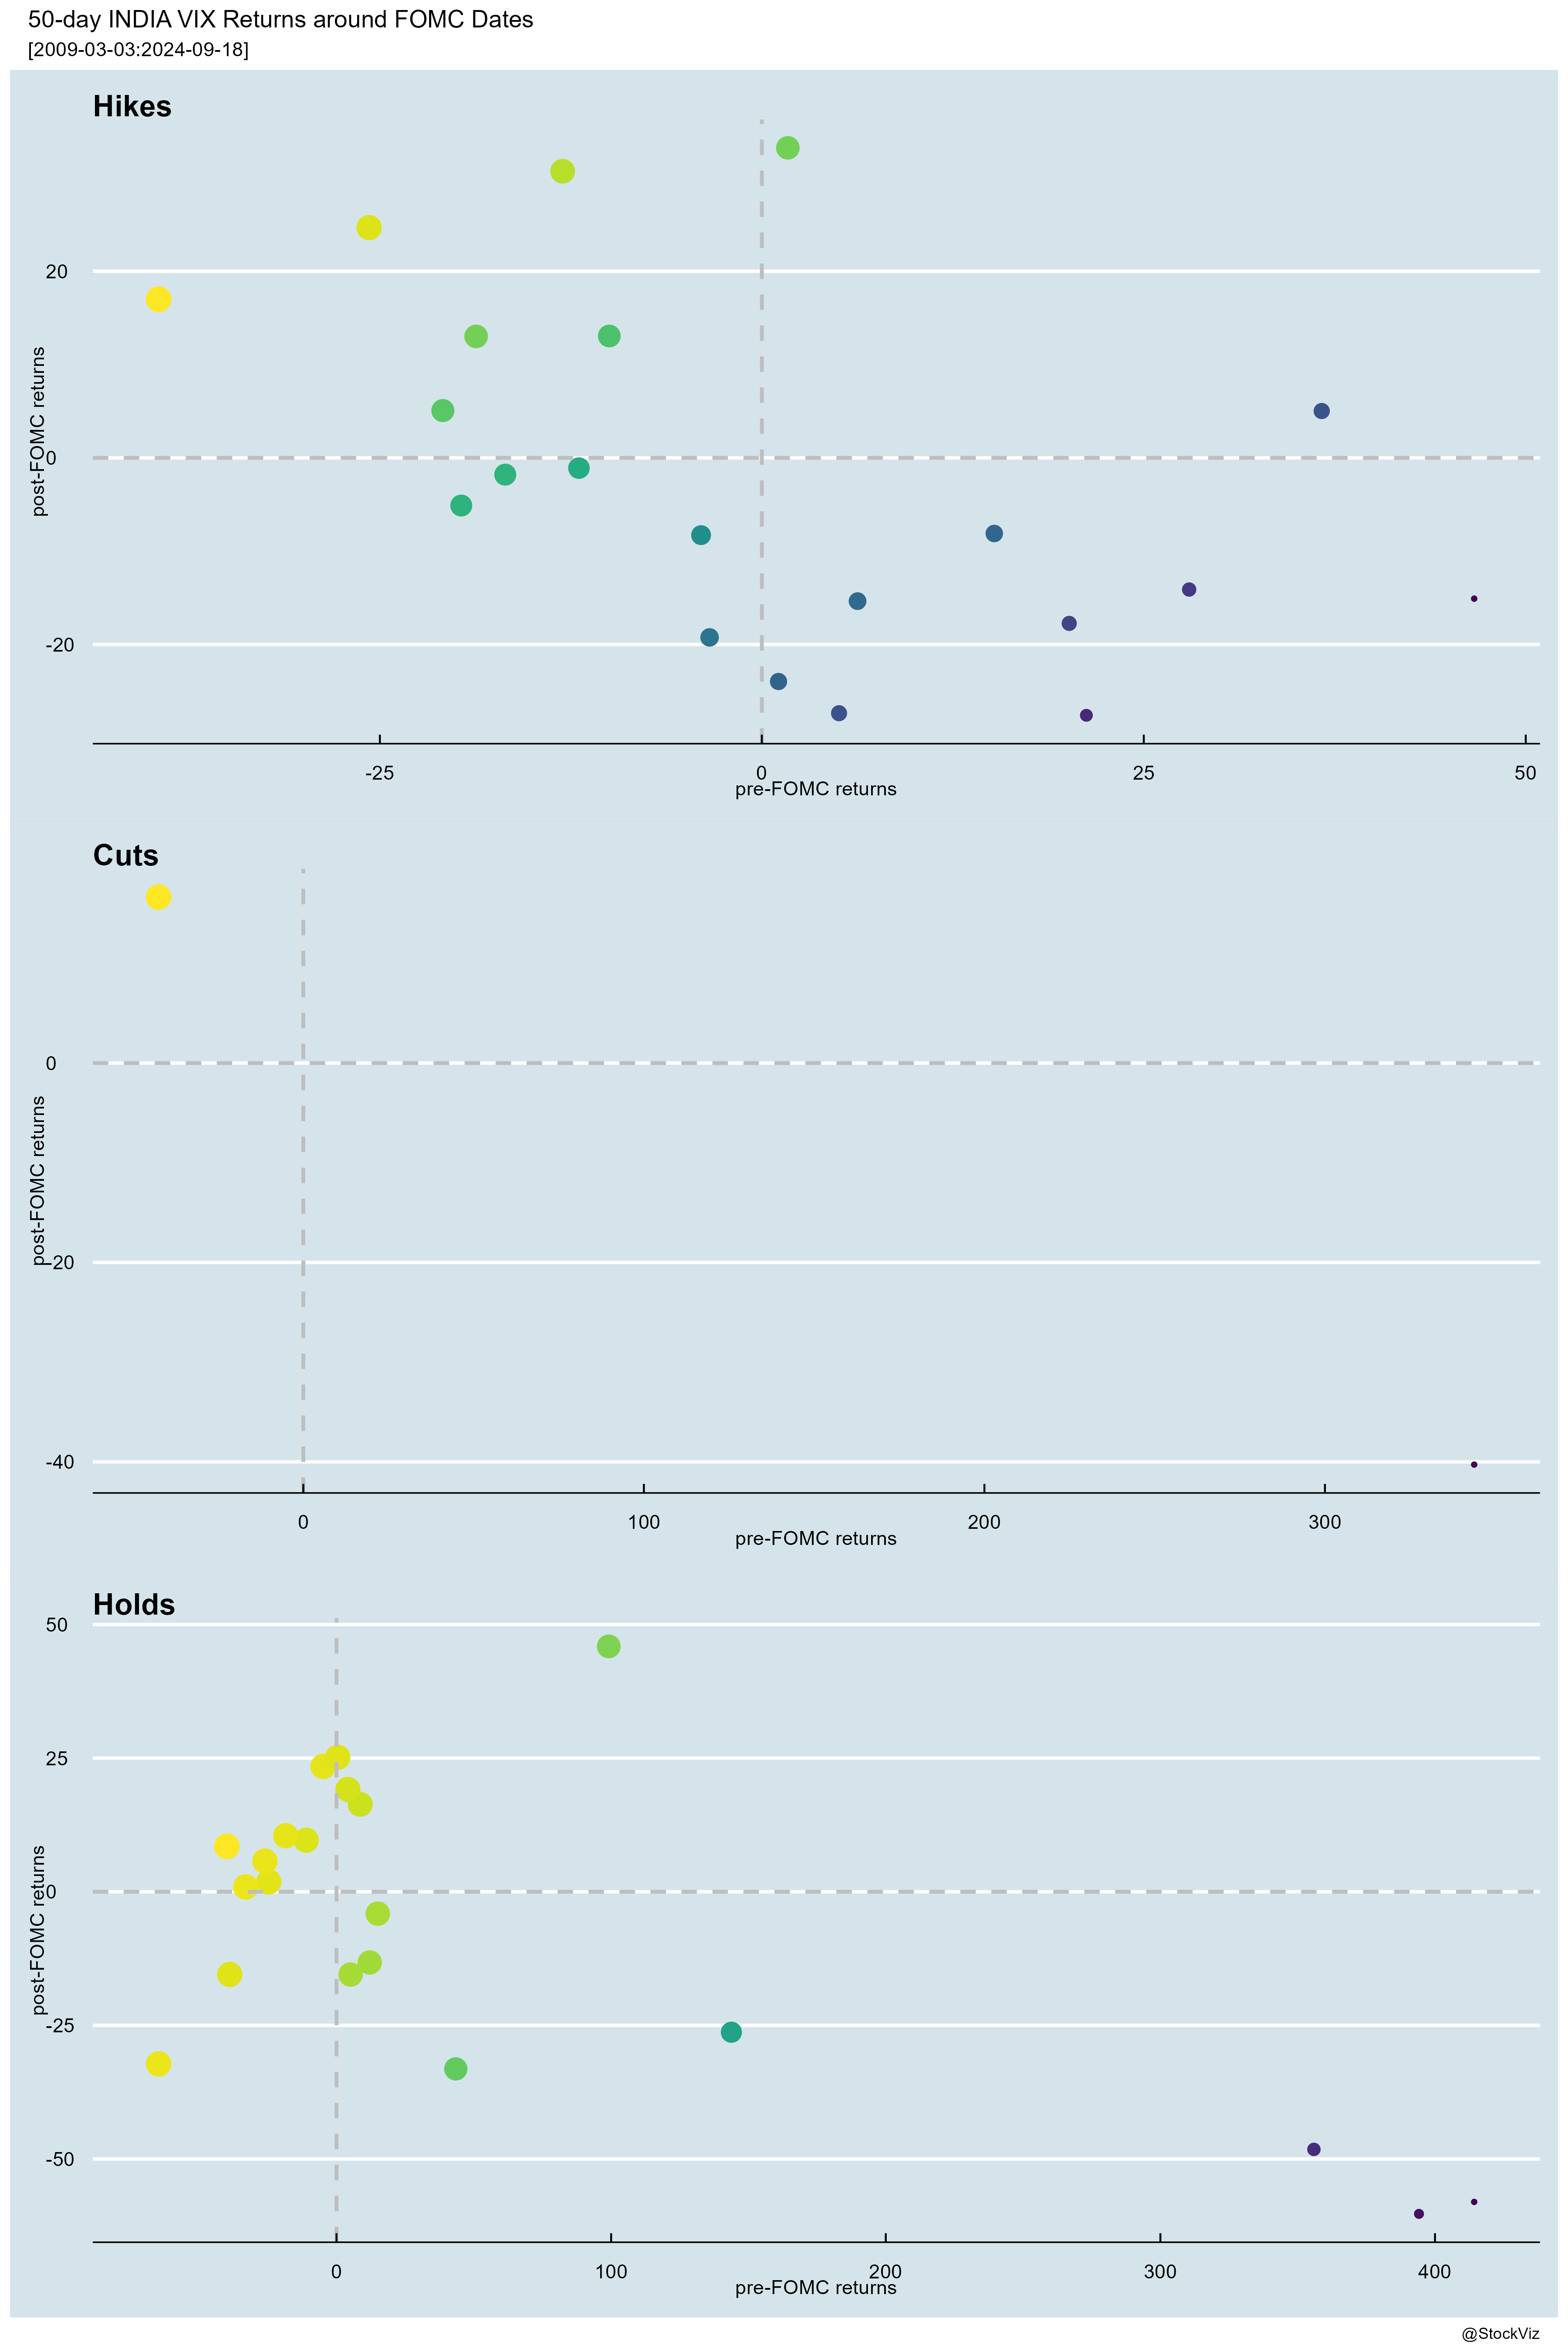 50-day INDIA VIX Returns around FOMC Dates
[2009-03-03:2024-09-18]
Hikes
post-FOMC returns
20
0
-20
-25
0
25
50
pre-FOMC returns
Cuts
post-FOMC returns
0
-20
-40
0
100
200
300
pre-FOMC returns
Holds
post-FOMC returns
50
25
0
-25
-50
0
100
200
300
400
pre-FOMC returns
@StockViz